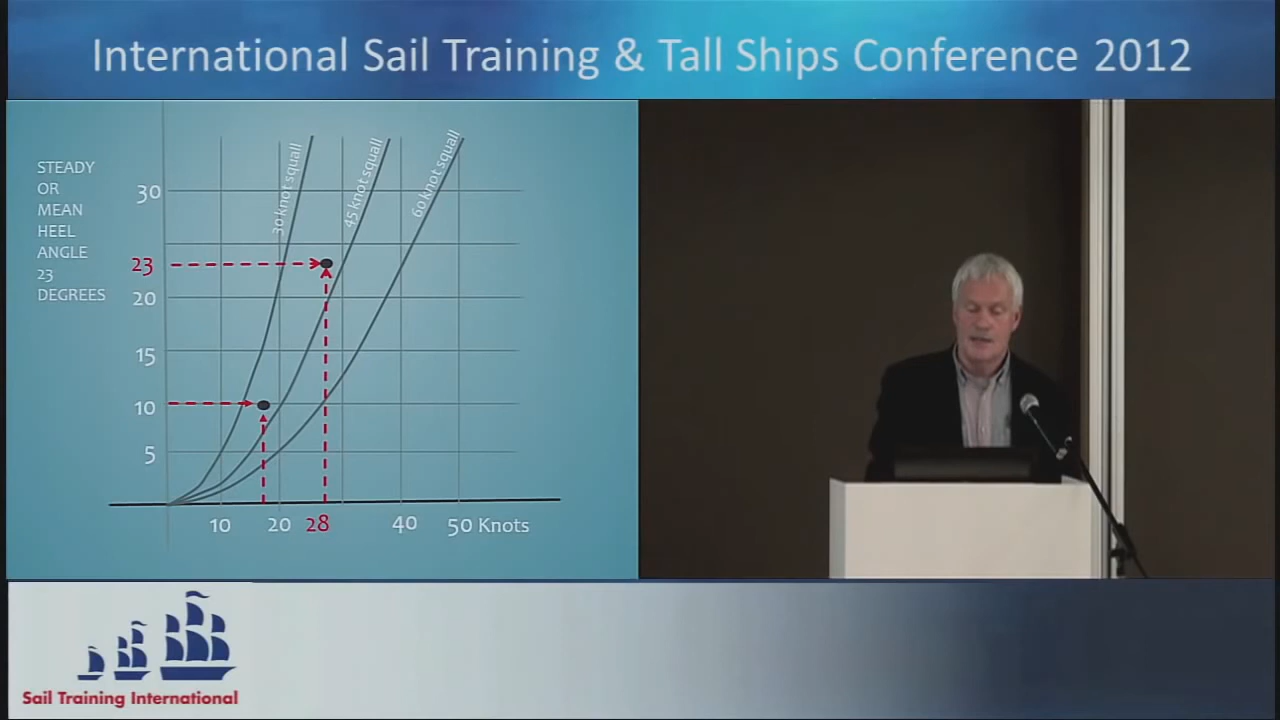 International Sail Training & Tall Ships Conference 2012
STEADY
OR
MEAN
HEEL
ANGLE
23
DEGREES
30
23
20
15
10
5
30 knot squall
45 knot squall
60 knot squall
10 20 28 40 50 Knots
Sail Training International